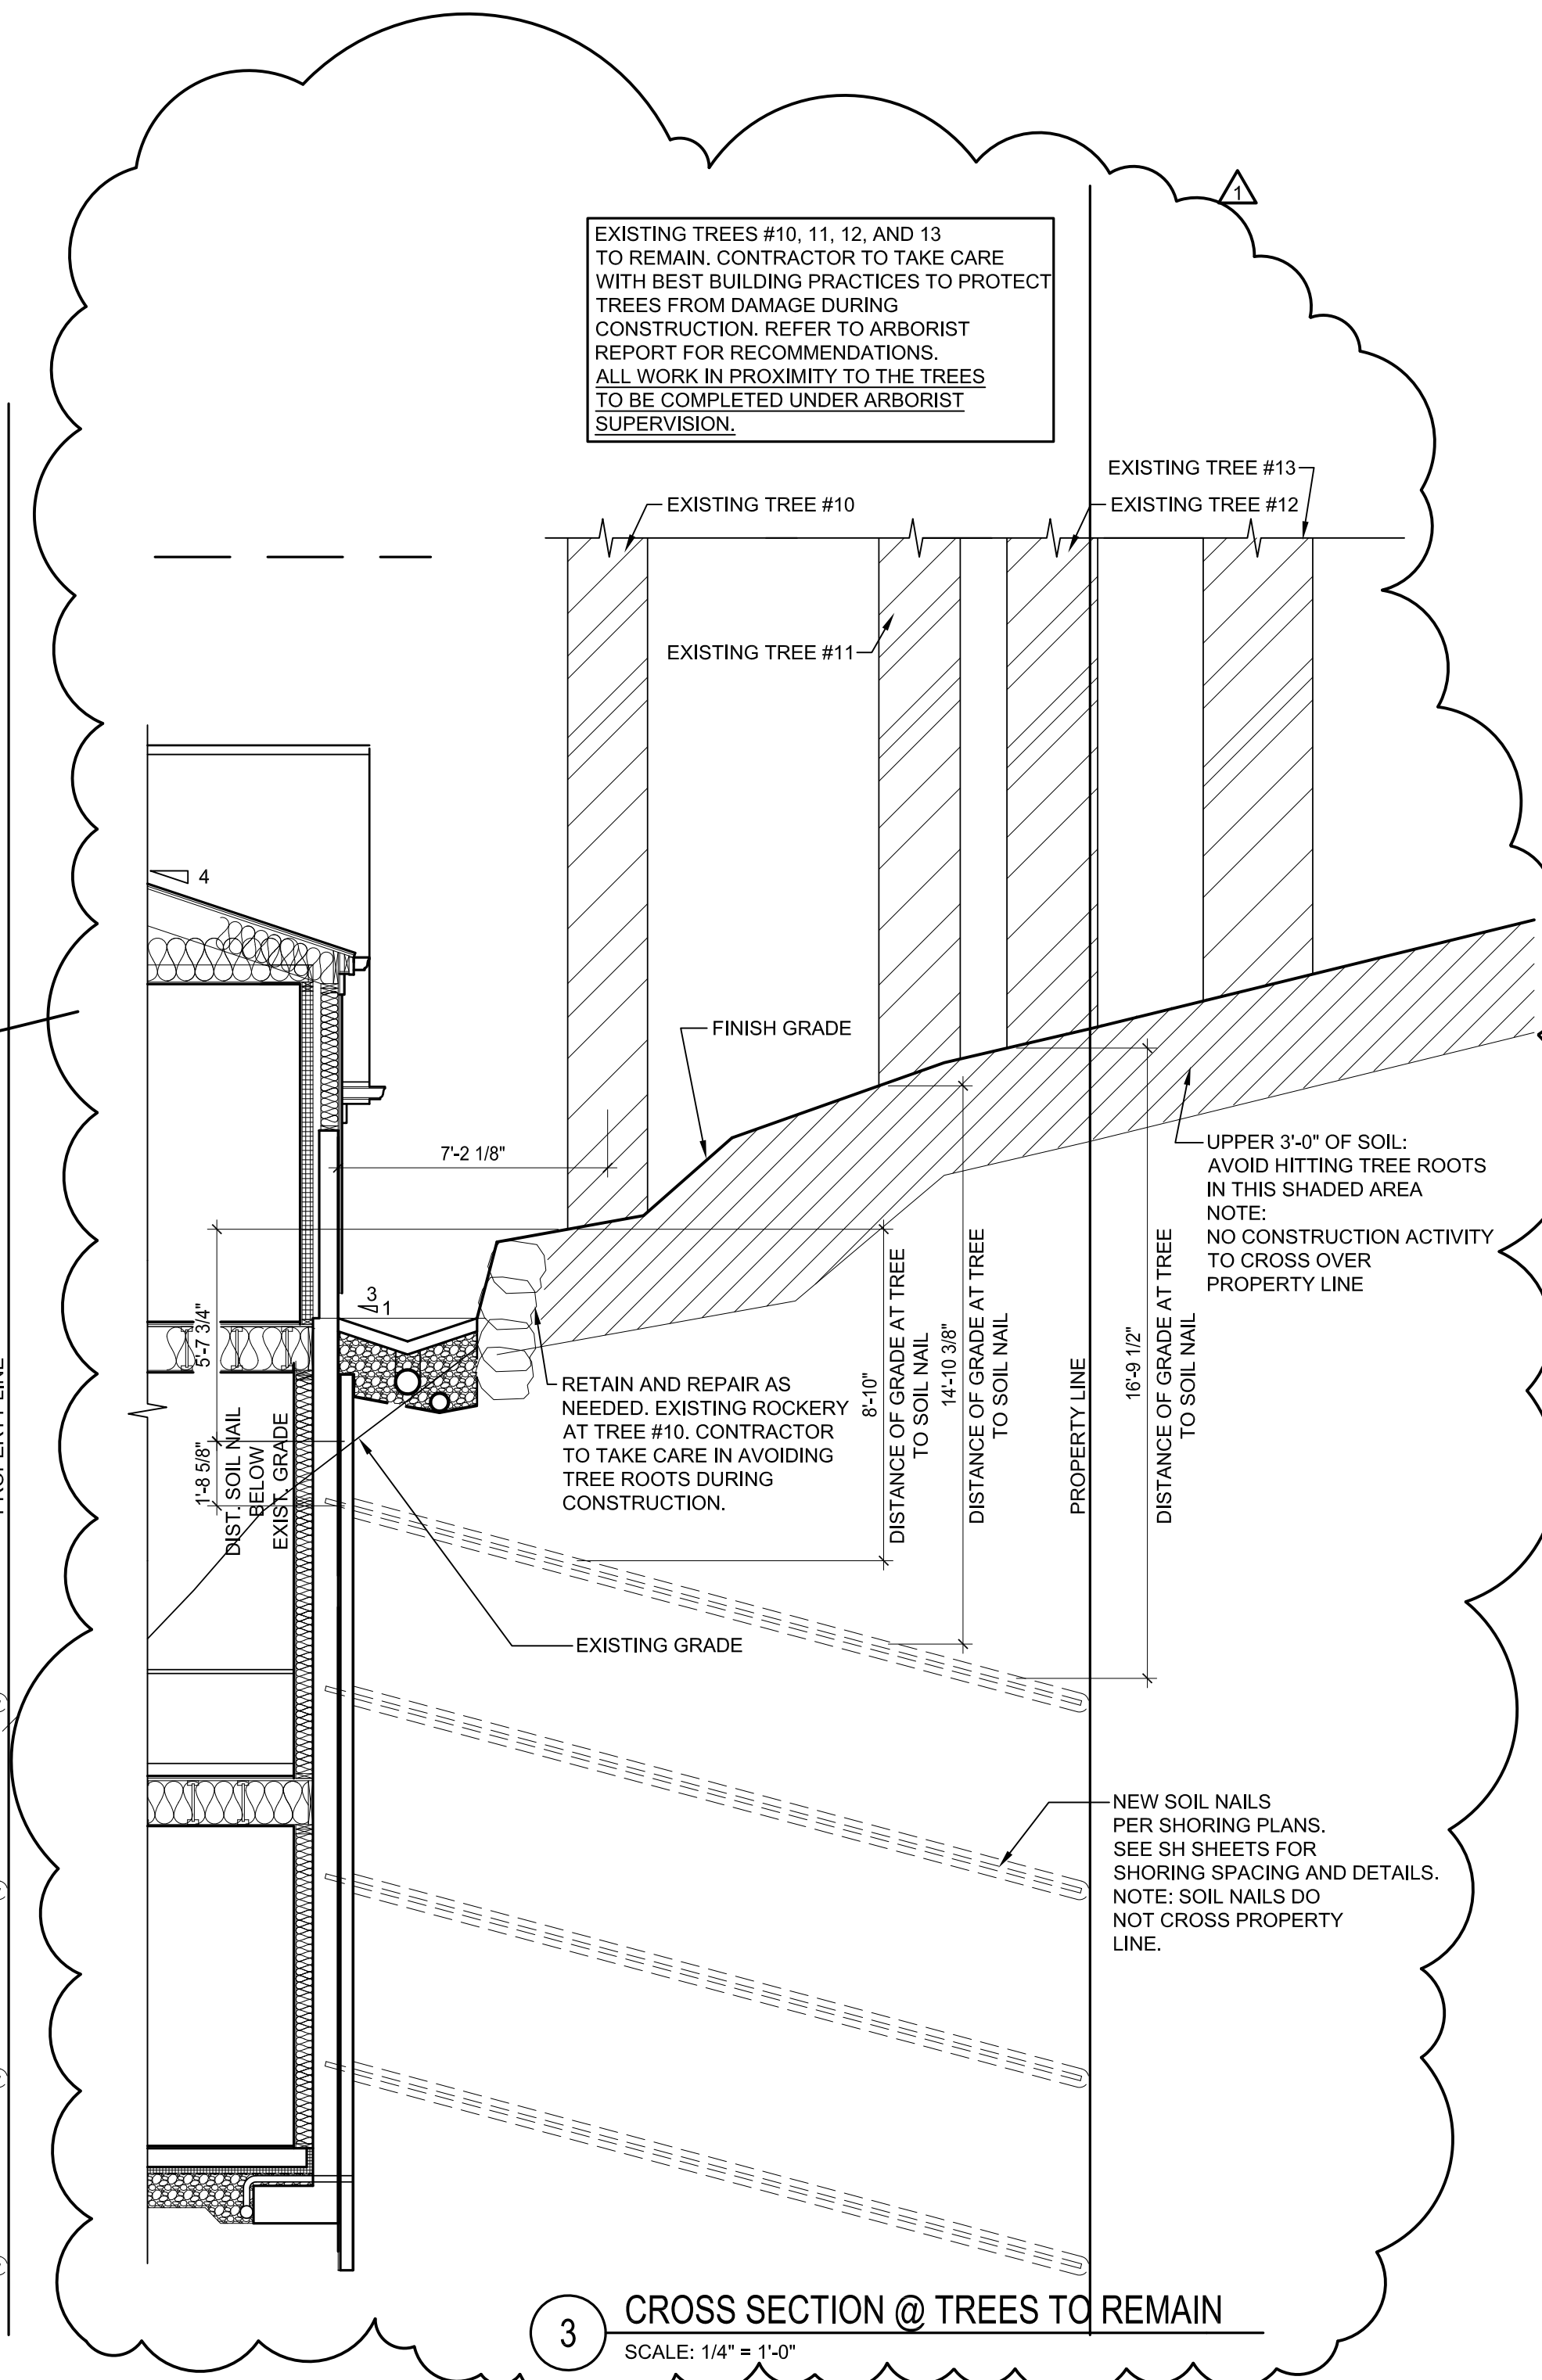 1
EXISTING TREES #10, 11, 12, AND 13
TO REMAIN. CONTRACTOR TO TAKE CARE
WITH BEST BUILDING PRACTICES TO PROTECT
TREES FROM DAMAGE DURING
CONSTRUCTION. REFER TO ARBORIST
REPORT FOR RECOMMENDATIONS.
ALL WORK IN PROXIMITY TO THE TREES
TO BE COMPLETED UNDER ARBORIST
SUPERVISION.
EXISTING TREE #13
EXISTING TREE #10
EXISTING TREE #12
EXISTING TREE #11
4
FINISH GRADE
7'-2 1/8"
UPPER 3'-0" OF SOIL:
AVOID HITTING TREE ROOTS
IN THIS SHADED AREA
NOTE:
NO CONSTRUCTION ACTIVITY
TO CROSS OVER
PROPERTY LINE
3
1
5'-7 3/4"
1'-8 5/8"
DIST. SOIL NAIL
BELOW
EXIST. GRADE
RETAIN AND REPAIR AS
NEEDED. EXISTING ROCKERY
AT TREE #10. CONTRACTOR
TO TAKE CARE IN AVOIDING
TREE ROOTS DURING
CONSTRUCTION.
8'-10"
DISTANCE OF GRADE AT TREE
TO SOIL NAIL
14'-10 3/8"
DISTANCE OF GRADE AT TREE
TO SOIL NAIL
PROPERTY LINE
16'-9 1/2"
DISTANCE OF GRADE AT TREE
TO SOIL NAIL
PROPERTY LINE
EXISTING GRADE
NEW SOIL NAILS
PER SHORING PLANS.
SEE SH SHEETS FOR
SHORING SPACING AND DETAILS.
NOTE: SOIL NAILS DO
NOT CROSS PROPERTY
LINE.
3
CROSS SECTION @ TREES TO REMAIN
SCALE: 1/4" = 1'-0"